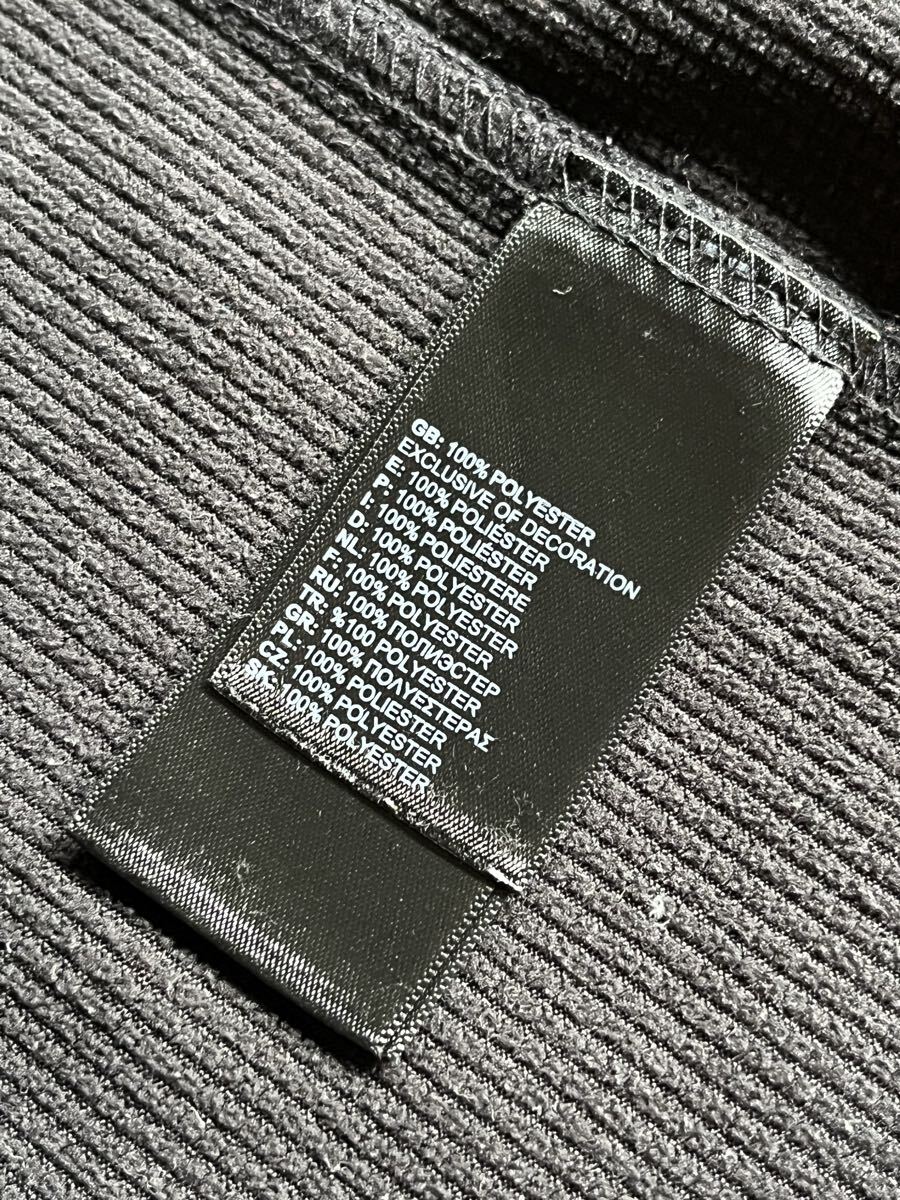 GB: 100% POLYESTER
EXCLUSIVE OF DECORATION
E: 100% POLIÉSTER
P: 100% POLIÉSTER
I: 100% POLIESTERE
D: 100% POLYESTER
NL: 100% POLYESTER
F: 100% POLYESTER
RU: 100% ПОЛИЭСТЕР
TR: %100 POLYESTER
GR: 100% ΠΟΛΥΕΣΤΕΡΑΣ
PL: 100% POLIESTER
CZ: 100% POLYESTER
SK: 100% POLYESTER